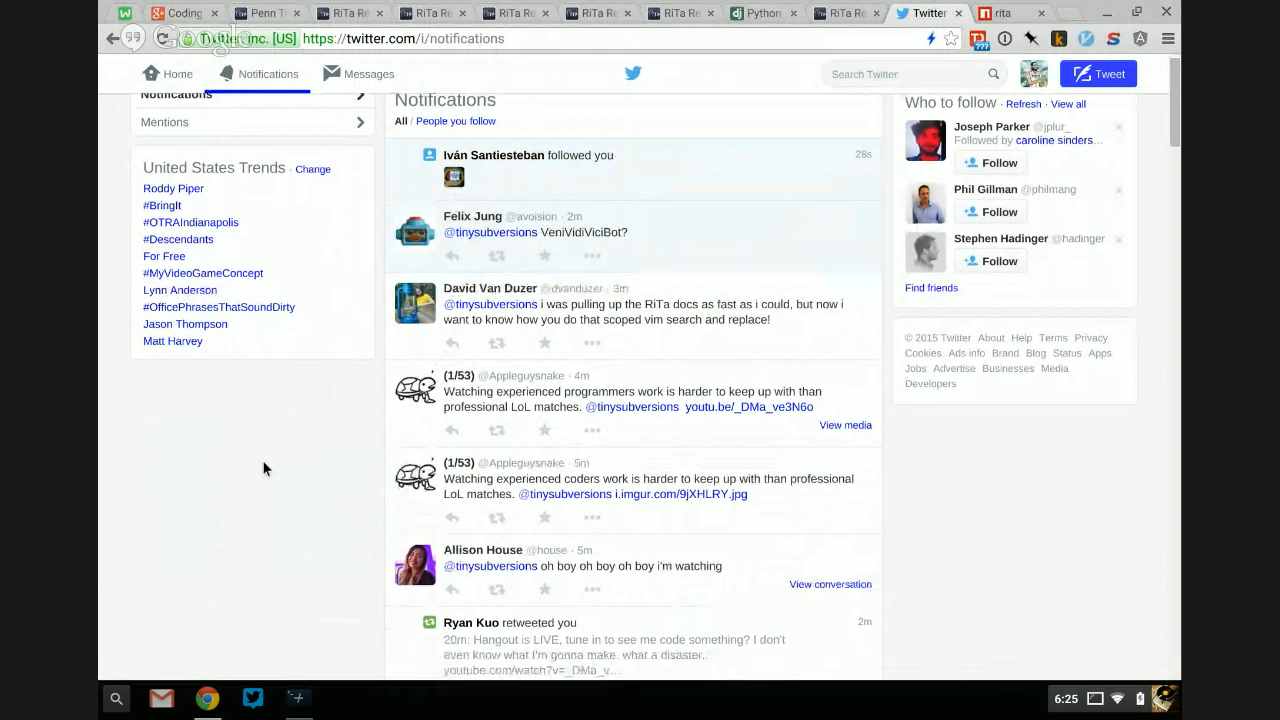 Coding
Penn Ti
RiTa Re
RiTa Re
RiTa Re
RiTa Re
RiTa Re
Python
RiTa Re
Twitter
rita
Google
Twitter, Inc. [US] https://twitter.com/i/notifications
Home
Notifications
Messages
Search Twitter
Tweet
Notifications
Mentions
United States Trends · Change
Roddy Piper
#BringIt
#OTRAIndianapolis
#Descendants
For Free
#MyVideoGameConcept
Lynn Anderson
#OfficePhrasesThatSoundDirty
Jason Thompson
Matt Harvey
Notifications
All / People you follow
Iván Santiesteban followed you 28s
Felix Jung @avoision · 2m
@tinysubversions VeniVidiViciBot?
David Van Duzer @dvanduzer · 3m
@tinysubversions i was pulling up the RiTa docs as fast as i could, but now i
want to know how you do that scoped vim search and replace!
(1/53) @Appleguysnake · 4m
Watching experienced programmers work is harder to keep up with than
professional LoL matches. @tinysubversions youtu.be/_DMa_ve3N6o
View media
(1/53) @Appleguysnake · 5m
Watching experienced coders work is harder to keep up with than professional
LoL matches. @tinysubversions i.imgur.com/9jXHLRY.jpg
Allison House @house · 5m
@tinysubversions oh boy oh boy oh boy i'm watching
View conversation
Ryan Kuo retweeted you 2m
20m: Hangout is LIVE, tune in to see me code something? I don't
even know what I'm gonna make, what a disaster..
youtube.com/watch?v=_DMa_v…
Who to follow · Refresh · View all
Joseph Parker @jplur_
Followed by caroline sinders…
Follow
Phil Gillman @philmang
Follow
Stephen Hadinger @hadinger
Follow
Find friends
© 2015 Twitter About Help Terms Privacy
Cookies Ads info Brand Blog Status Apps
Jobs Advertise Businesses Media
Developers
6:25